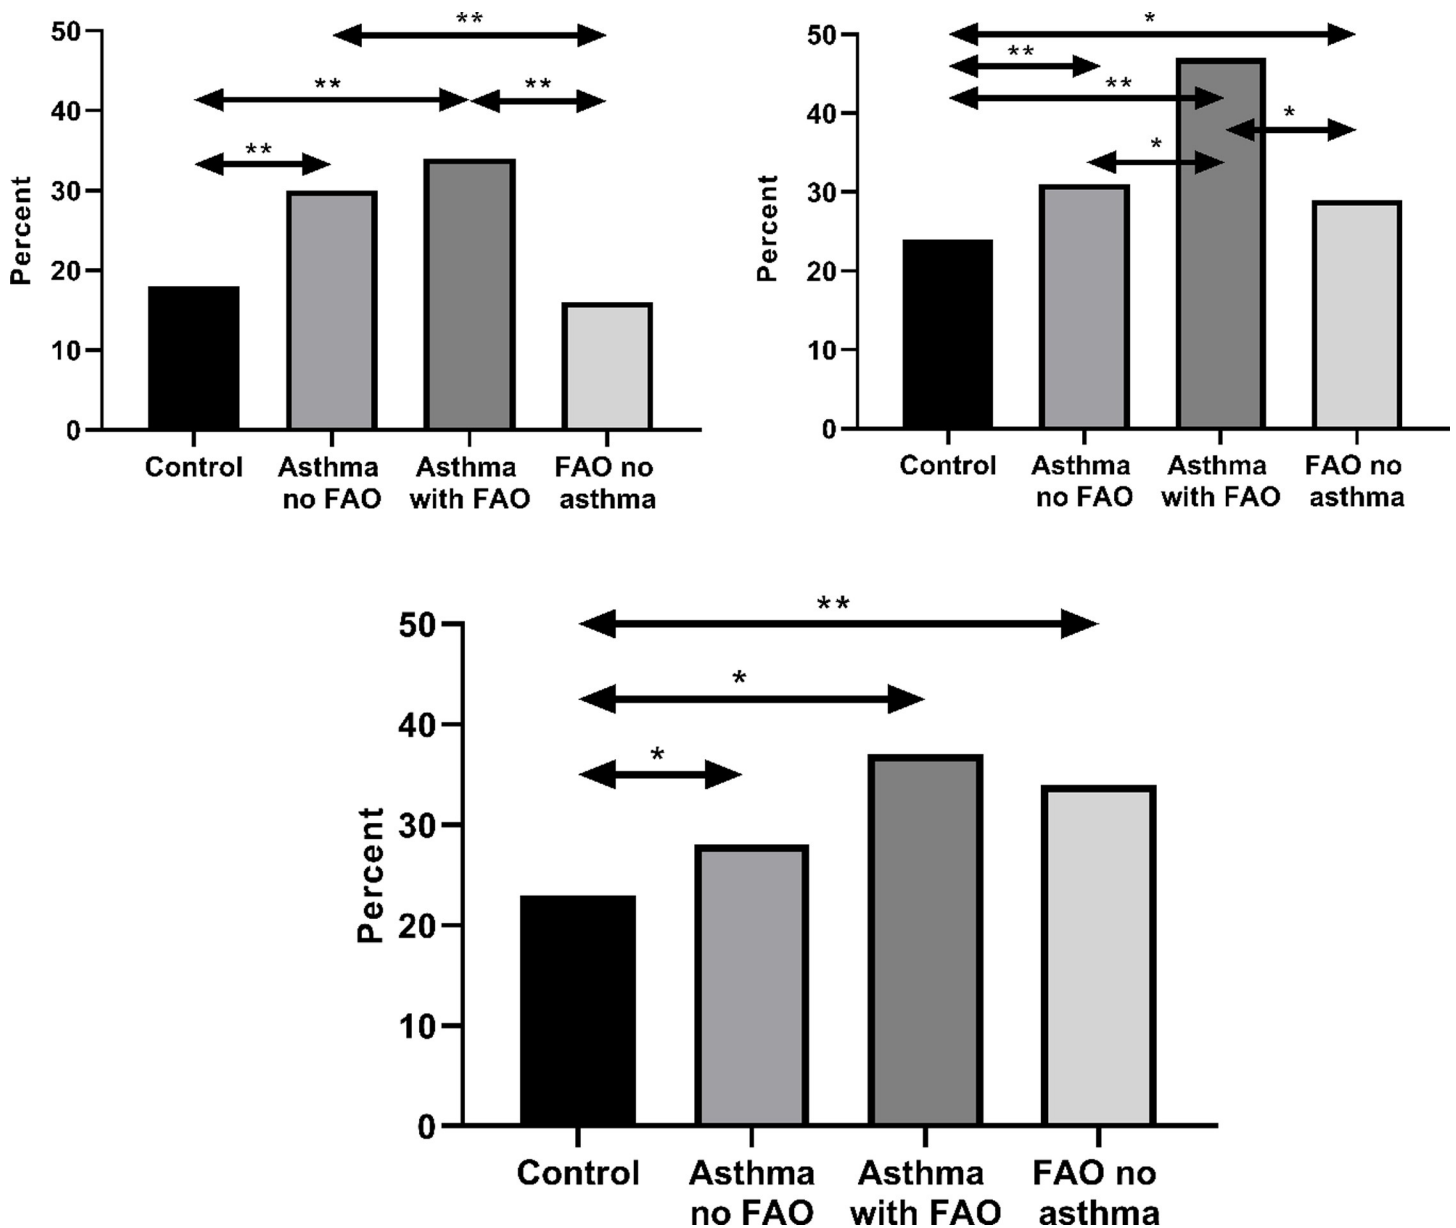 50
40
30
20
10
0
Percent
**
**
**
**
Control
Asthma
no FAO
Asthma
with FAO
FAO no
asthma
50
40
30
20
10
0
Percent
*
**
**
*
*
Control
Asthma
no FAO
Asthma
with FAO
FAO no
asthma
50
40
30
20
10
0
Percent
**
*
*
Control
Asthma
no FAO
Asthma
with FAO
FAO no
asthma